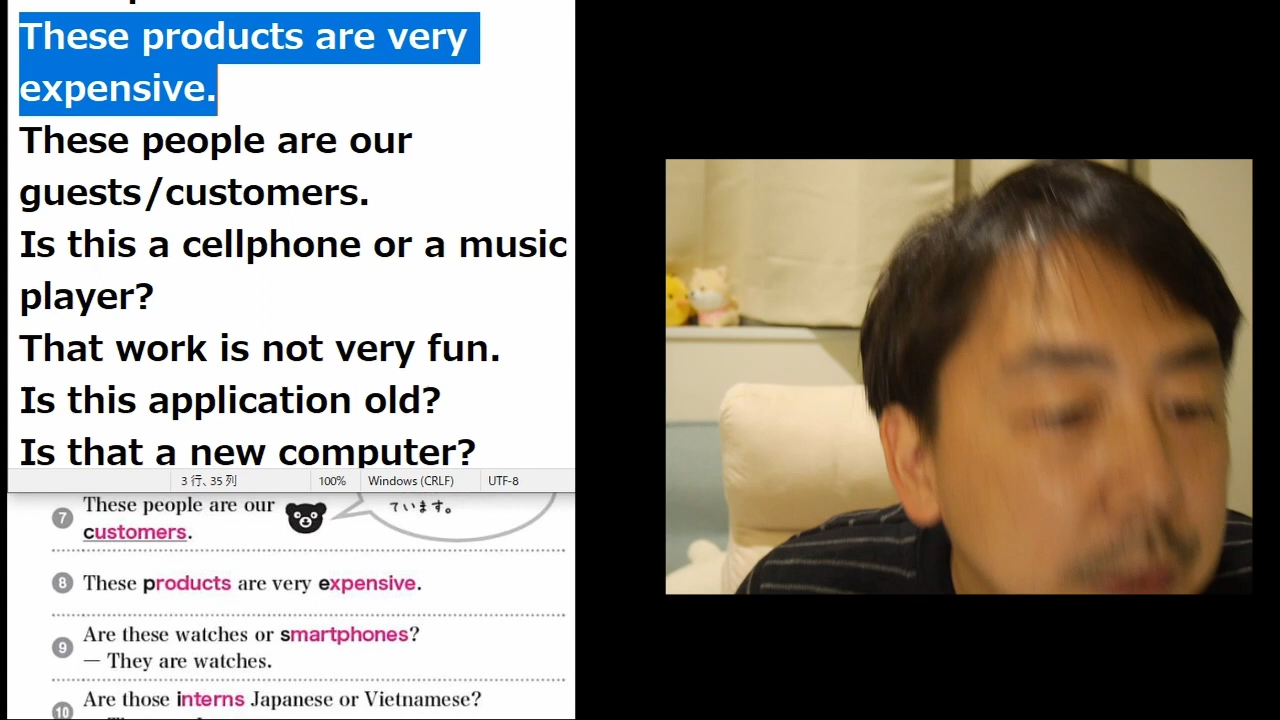 These products are very
expensive.
These people are our
guests/customers.
Is this a cellphone or a music
player?
That work is not very fun.
Is this application old?
Is that a new computer?
3 行、35 列 100% Windows (CRLF) UTF-8
7 These people are our
customers.
ています。
8 These products are very expensive.
9 Are these watches or smartphones?
— They are watches.
10 Are those interns Japanese or Vietnamese?